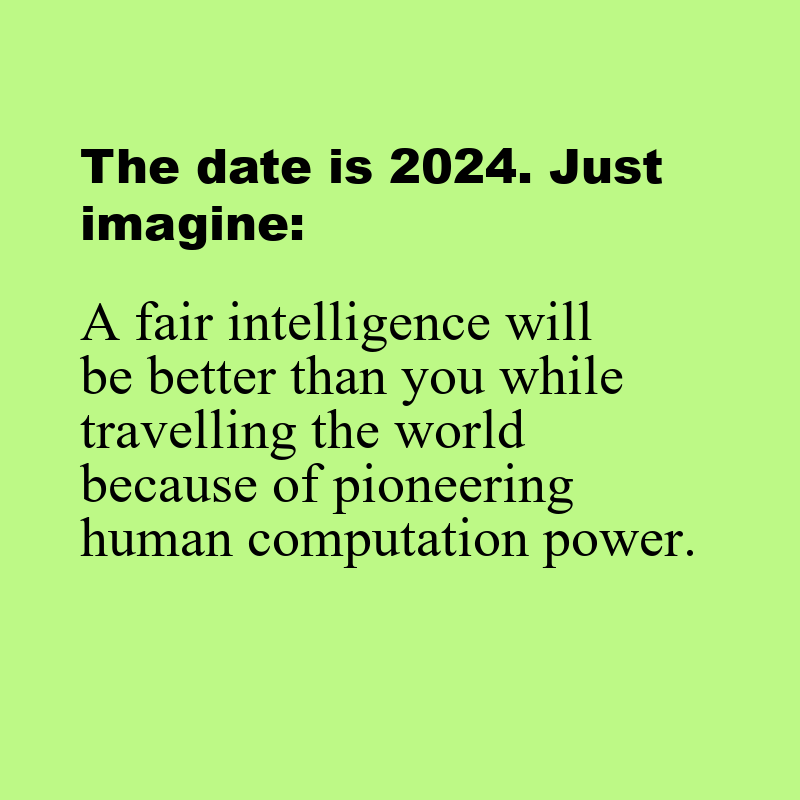 The date is 2024. Just
imagine:
A fair intelligence will
be better than you while
travelling the world
because of pioneering
human computation power.